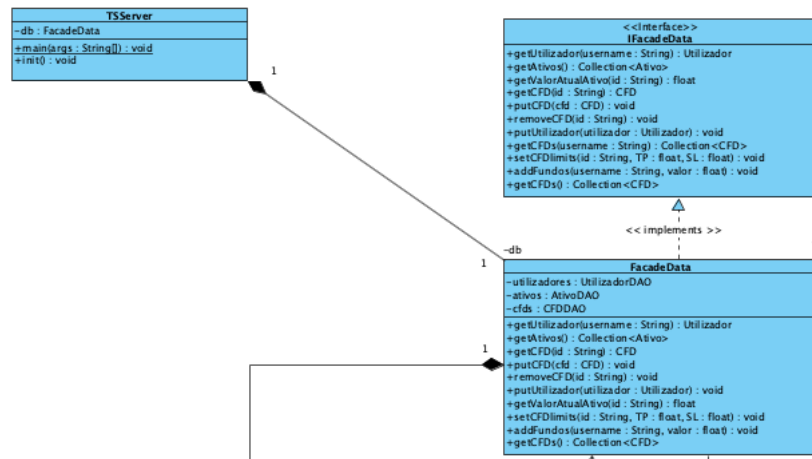 TSServer
-db : FacadeData
+main(args : String[]) : void
+init() : void
1
<<Interface>>
IFacadeData
+getUtilizador(username : String) : Utilizador
+getAtivos() : Collection<Ativo>
+getValorAtualAtivo(id : String) : float
+getCFD(id : String) : CFD
+putCFD(cfd : CFD) : void
+removeCFD(id : String) : void
+putUtilizador(utilizador : Utilizador) : void
+getCFDs(username : String) : Collection<CFD>
+setCFDlimits(id : String, TP : float, SL : float) : void
+addFundos(username : String, valor : float) : void
+getCFDs() : Collection<CFD>
<< implements >>
-db
1
FacadeData
-utilizadores : UtilizadorDAO
-ativos : AtivoDAO
-cfds : CFDDAO
+getUtilizador(username : String) : Utilizador
+getAtivos() : Collection<Ativo>
1
+getCFD(id : String) : CFD
+putCFD(cfd : CFD) : void
+removeCFD(id : String) : void
+putUtilizador(utilizador : Utilizador) : void
+getValorAtualAtivo(id : String) : float
+setCFDlimits(id : String, TP : float, SL : float) : void
+addFundos(username : String, valor : float) : void
+getCFDs() : Collection<CFD>